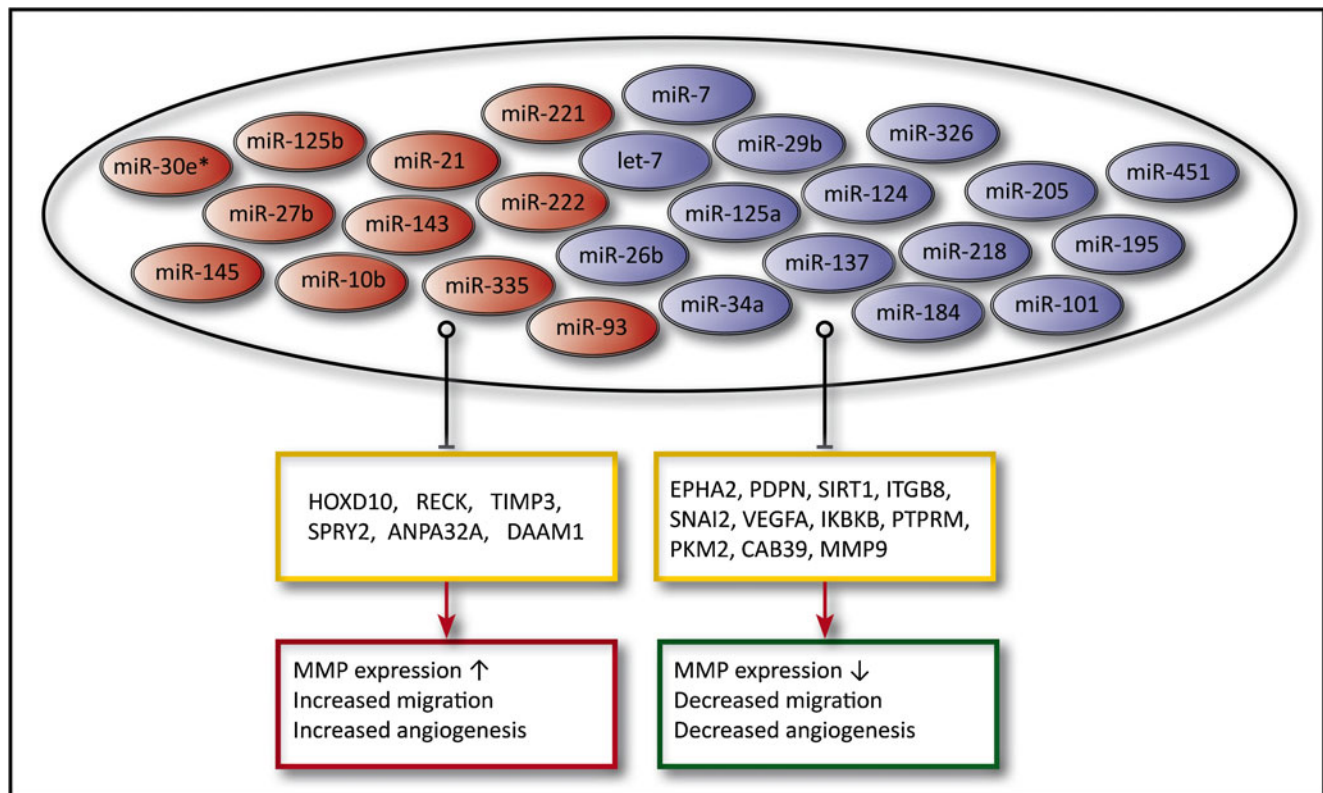 miR-7
miR-221
miR-326
miR-125b
miR-29b
miR-30e*
miR-21
let-7
miR-451
miR-27b
miR-222
miR-124
miR-205
miR-143
miR-125a
miR-145
miR-10b
miR-26b
miR-137
miR-218
miR-195
miR-335
miR-34a
miR-93
miR-184
miR-101
HOXD10, RECK, TIMP3,
SPRY2, ANPA32A, DAAM1
EPHA2, PDPN, SIRT1, ITGB8,
SNAI2, VEGFA, IKBKB, PTPRM,
PKM2, CAB39, MMP9
MMP expression ↑
Increased migration
Increased angiogenesis
MMP expression ↓
Decreased migration
Decreased angiogenesis